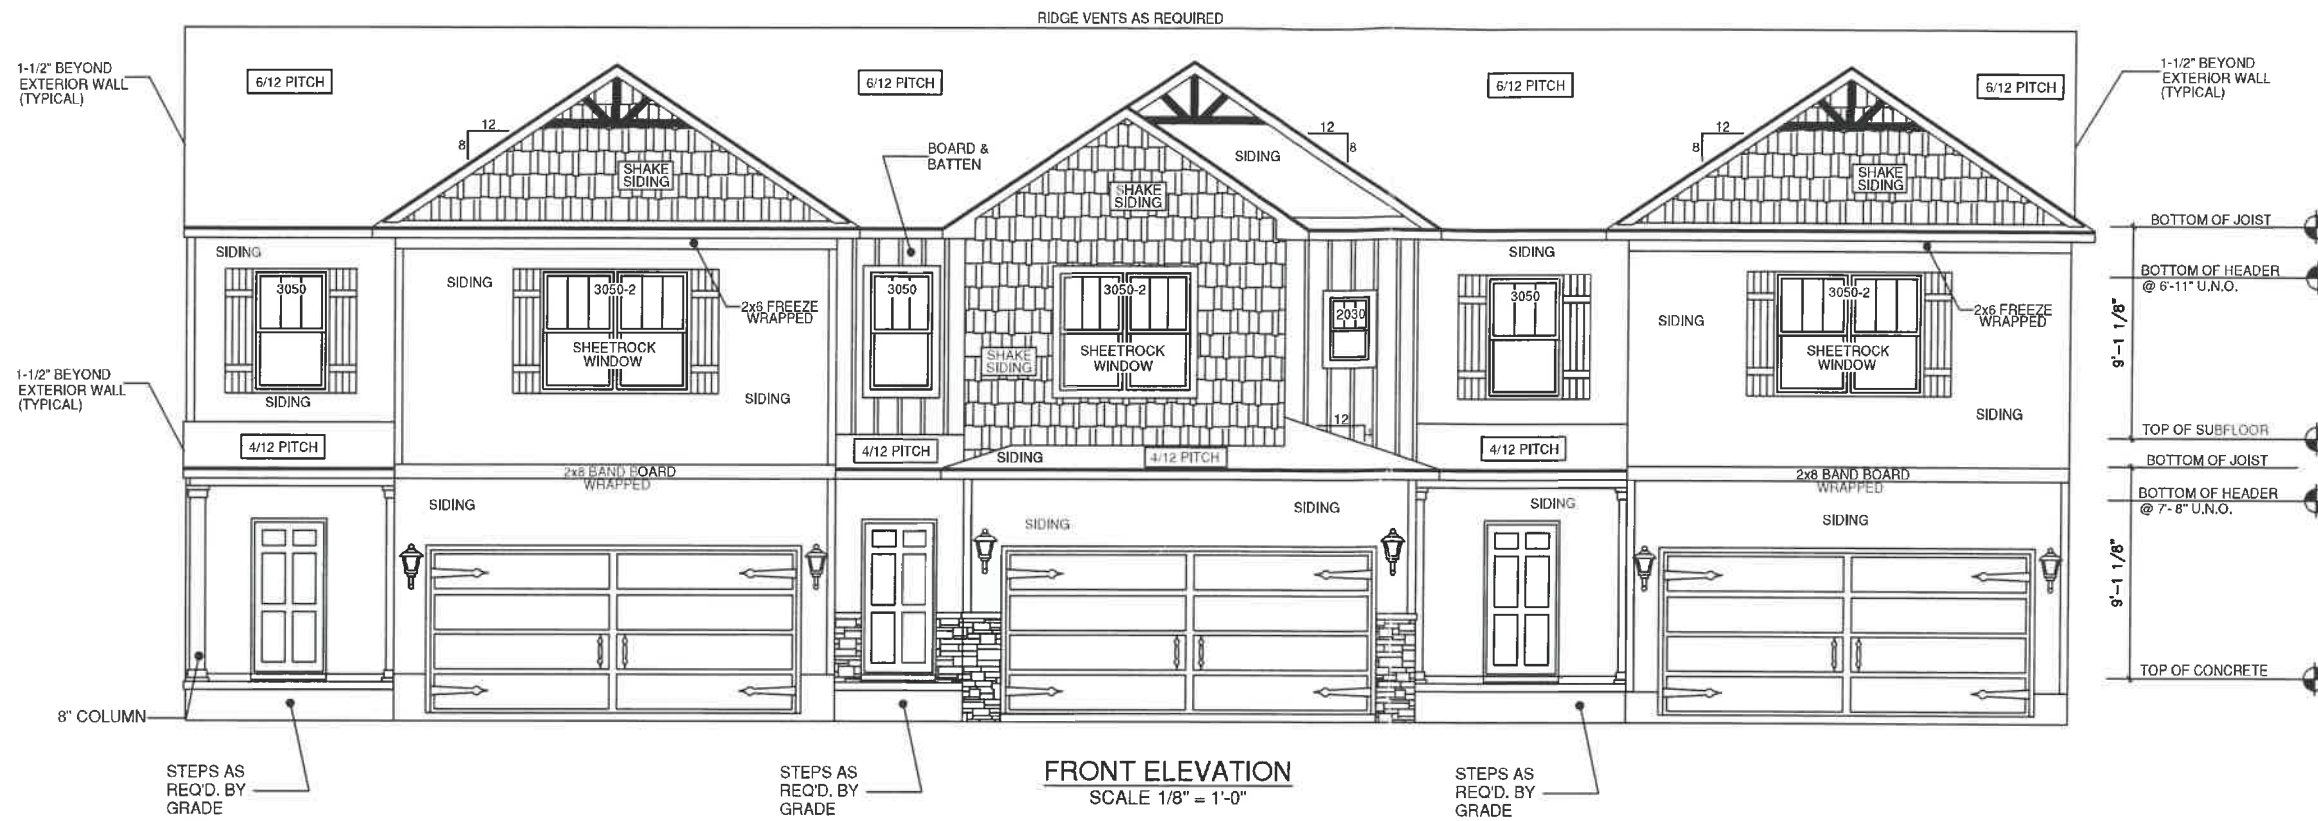 RIDGE VENTS AS REQUIRED
1-1/2" BEYOND
EXTERIOR WALL
(TYPICAL)
6/12 PITCH
6/12 PITCH
6/12 PITCH
6/12 PITCH
1-1/2" BEYOND
EXTERIOR WALL
(TYPICAL)
12
8
SHAKE
SIDING
BOARD &
BATTEN
SHAKE
SIDING
SIDING
12
8
12
8
SHAKE
SIDING
SIDING
3050
SIDING
SIDING
3050-2
SHEETROCK
WINDOW
SIDING
2x6 FREEZE
WRAPPED
3050
SHAKE
SIDING
3050-2
SHEETROCK
WINDOW
2030
SIDING
3050
SIDING
3050-2
SHEETROCK
WINDOW
SIDING
2x6 FREEZE
WRAPPED
BOTTOM OF JOIST
BOTTOM OF HEADER
@ 6'-11" U.N.O.
9'-1 1/8"
TOP OF SUBFLOOR
1-1/2" BEYOND
EXTERIOR WALL
(TYPICAL)
4/12 PITCH
4/12 PITCH
SIDING
4/12 PITCH
12
4/12 PITCH
2x8 BAND BOARD
WRAPPED
2x8 BAND BOARD
WRAPPED
BOTTOM OF JOIST
BOTTOM OF HEADER
@ 7'-8" U.N.O.
9'-1 1/8"
TOP OF CONCRETE
SIDING
SIDING
SIDING
SIDING
SIDING
8" COLUMN
STEPS AS
REQ'D. BY
GRADE
STEPS AS
REQ'D. BY
GRADE
STEPS AS
REQ'D. BY
GRADE
FRONT ELEVATION
SCALE 1/8" = 1'-0"